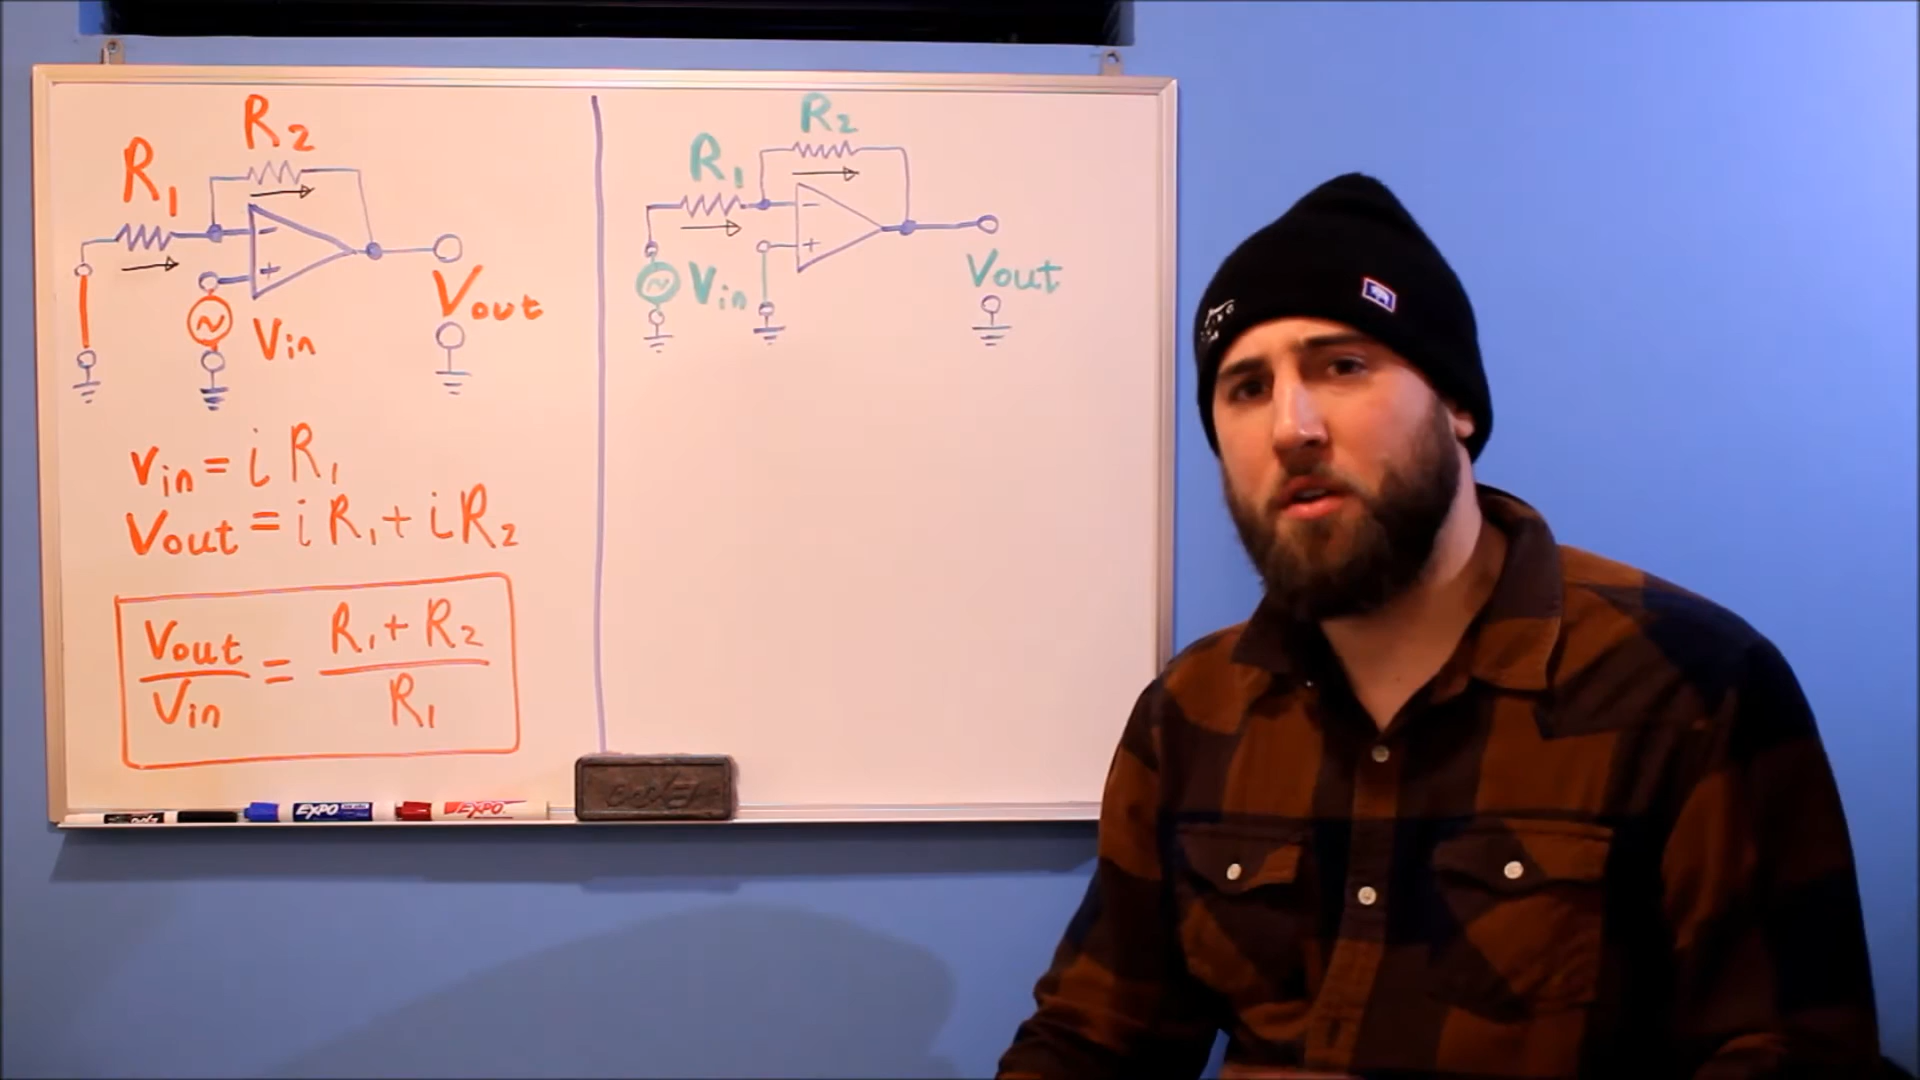 R₂
R₁
−
+
Vin
Vout
vin = i R₁
Vout = i R₁ + i R₂
Vout / Vin = R₁ + R₂ / R₁
R₂
R₁
−
+
Vin
Vout
EXPO
EXPO